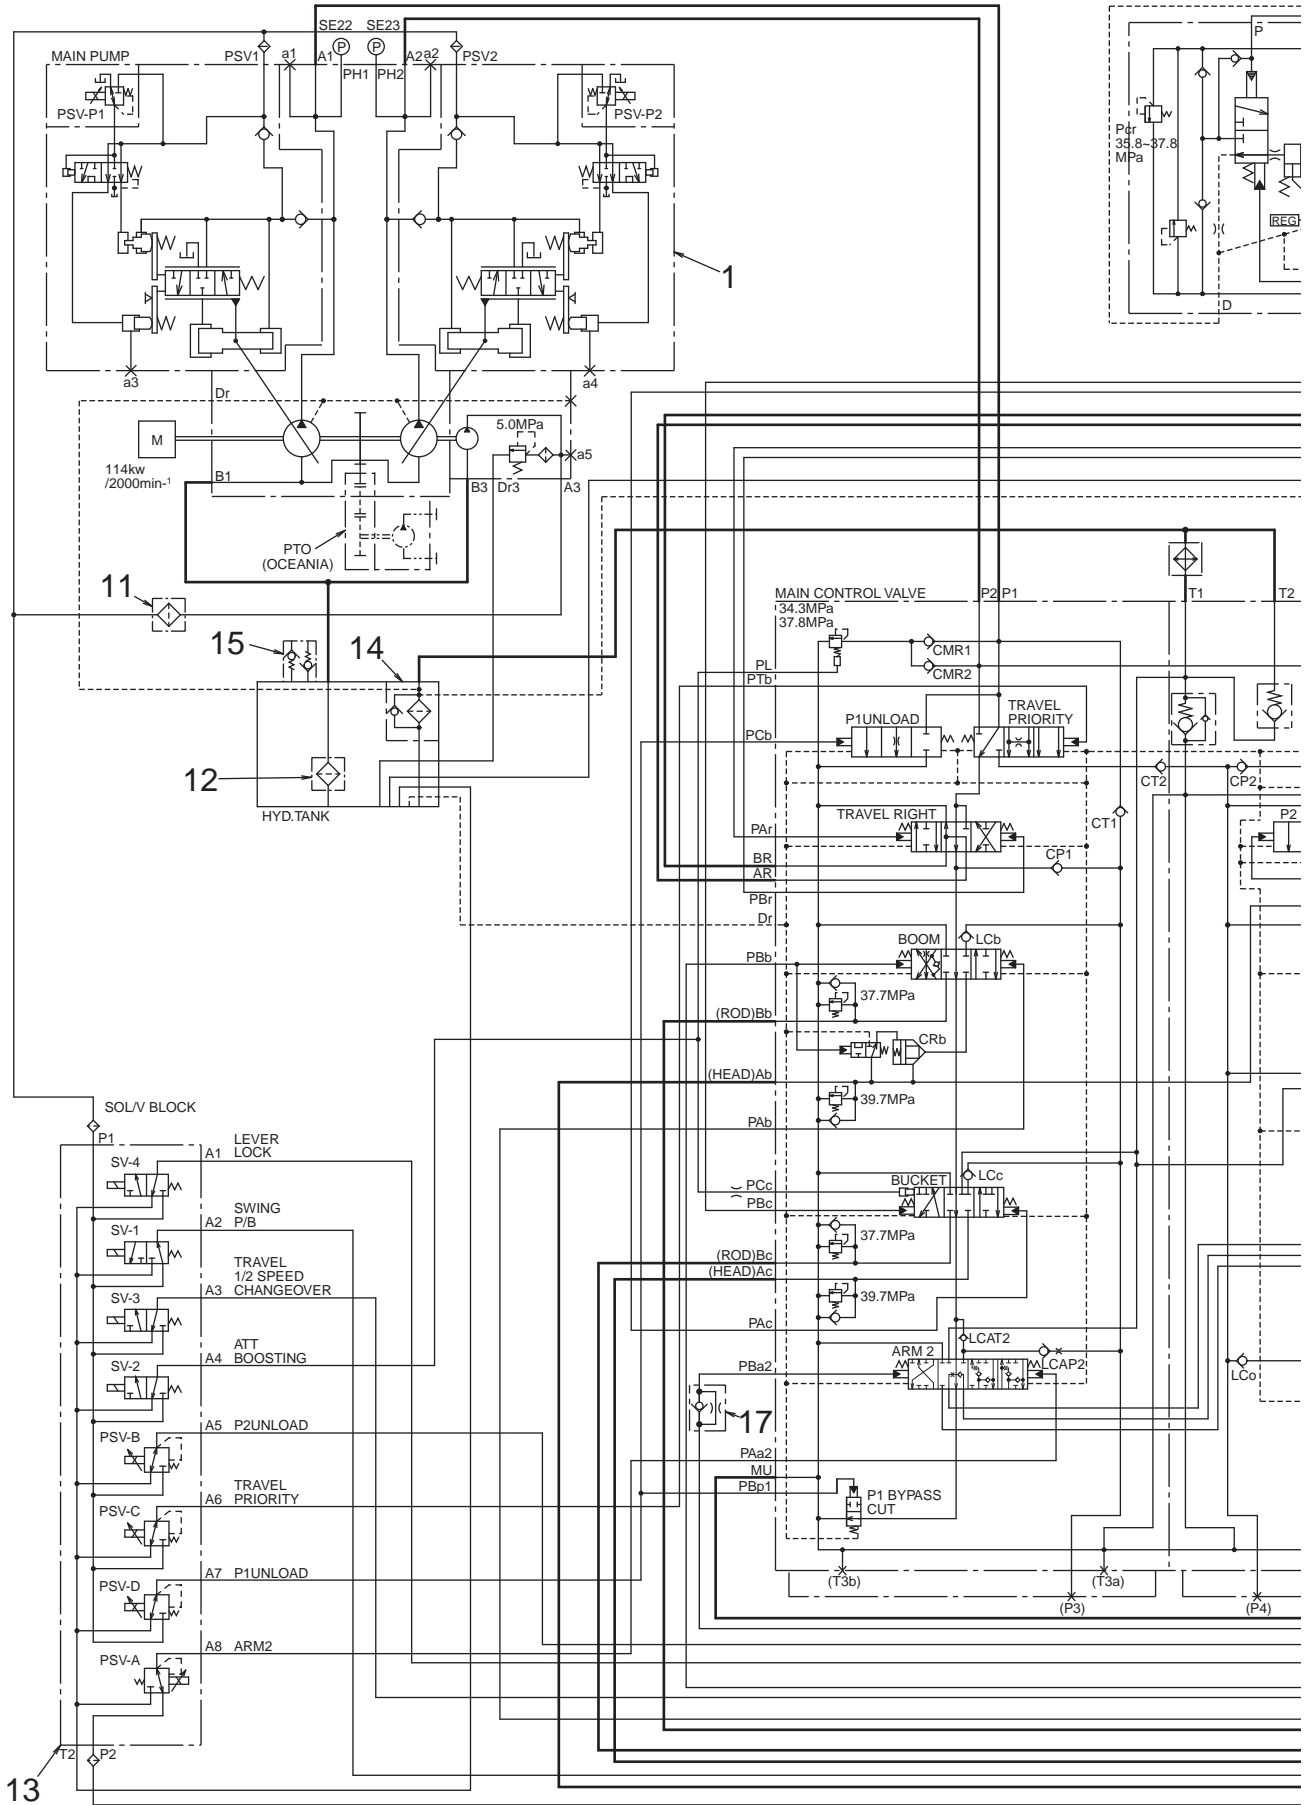 SE22 SE23
MAIN PUMP PSV1 a1 A1 A2 a2 PSV2
P P
PH1 PH2
PSV-P1 PSV-P2
1
a3 a4
Dr
M
114kw
/2000min-1
5.0MPa
a5
B1 B3 Dr3 A3
PTO
(OCEANIA)
11
15
14
12
HYD.TANK
P
Pcr
35.8~37.8
MPa
REG
D
MAIN CONTROL VALVE P2 P1 T1 T2
34.3MPa
37.8MPa
CMR1
CMR2
PL
PTb
P1UNLOAD
TRAVEL
PRIORITY
PCb
CT2 CP2
TRAVEL RIGHT
CT1
P2
PAr
BR
AR
PBr
CP1
Dr
BOOM LCb
PBb
37.7MPa
(ROD)Bb
CRb
(HEAD)Ab
39.7MPa
PAb
LCc
PCc BUCKET
PBc
37.7MPa
(ROD)Bc
(HEAD)Ac
39.7MPa
PAc
LCAT2
ARM 2
LCAP2
LCo
PBa2
17
PAa2
MU
PBp1
P1 BYPASS
CUT
(T3b) (T3a)
(P3) (P4)
SOL/V BLOCK
P1
SV-4 A1 LEVER
LOCK
SV-1 A2 SWING
P/B
SV-3 A3 TRAVEL
1/2 SPEED
CHANGEOVER
SV-2 A4 ATT
BOOSTING
PSV-B A5 P2UNLOAD
PSV-C A6 TRAVEL
PRIORITY
PSV-D A7 P1UNLOAD
PSV-A A8 ARM2
T2 P2
13